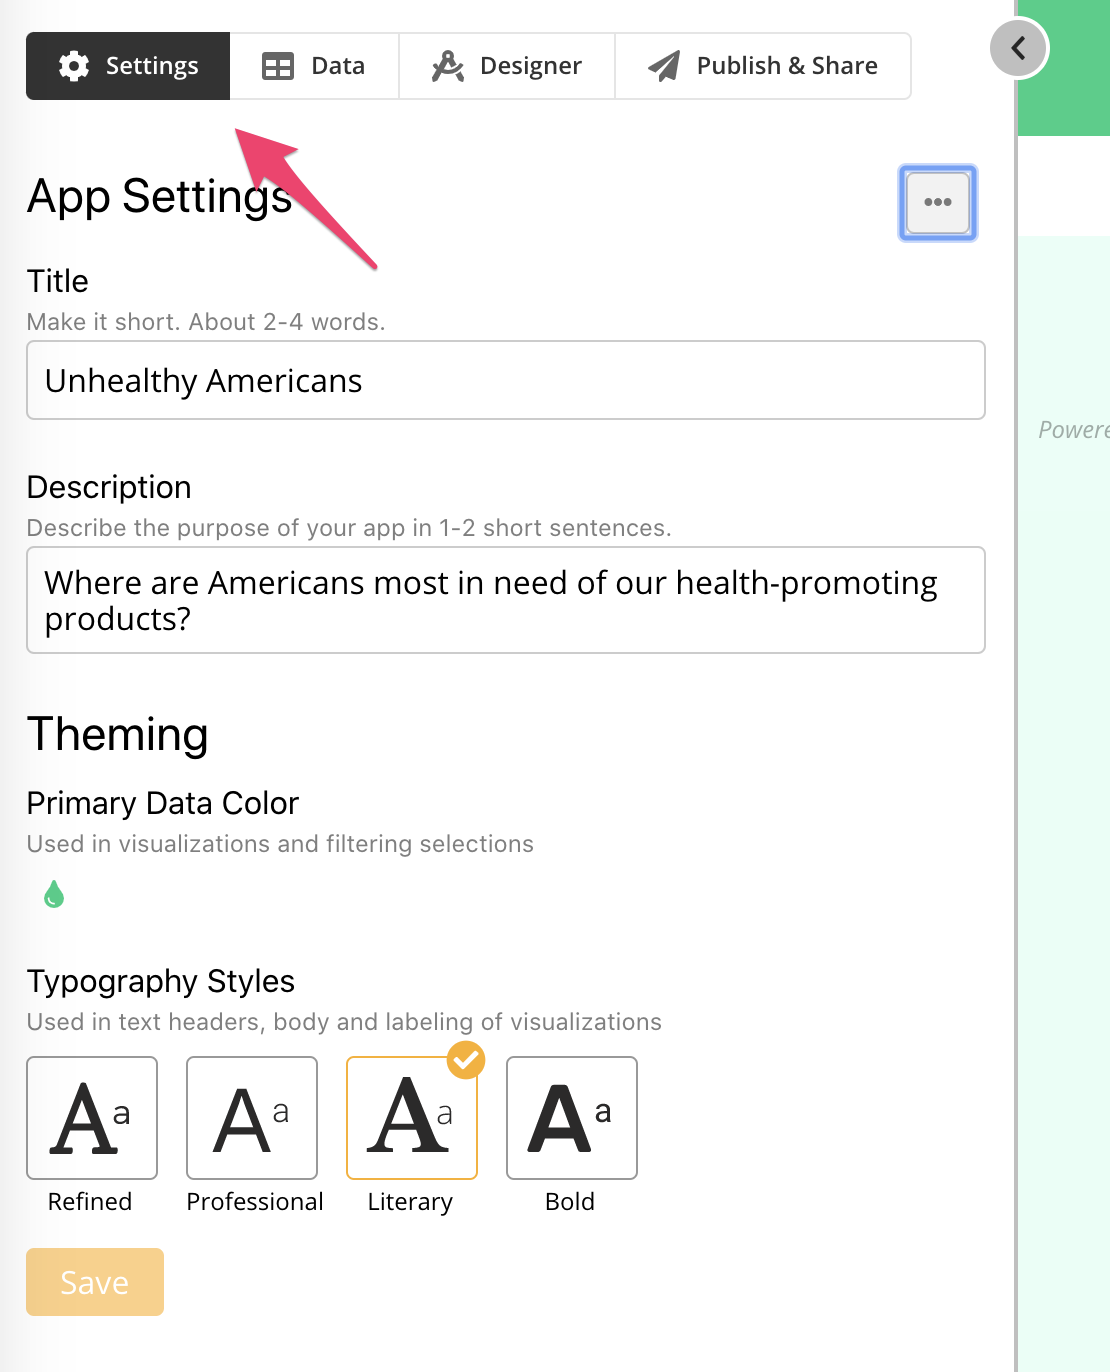 Settings Data Designer Publish & Share
App Settings
Title
Make it short. About 2-4 words.
Unhealthy Americans
Description
Describe the purpose of your app in 1-2 short sentences.
Where are Americans most in need of our health-promoting
products?
Theming
Primary Data Color
Used in visualizations and filtering selections
Typography Styles
Used in text headers, body and labeling of visualizations
Aa Aa Aa Aa
Refined Professional Literary Bold
Save
Powere